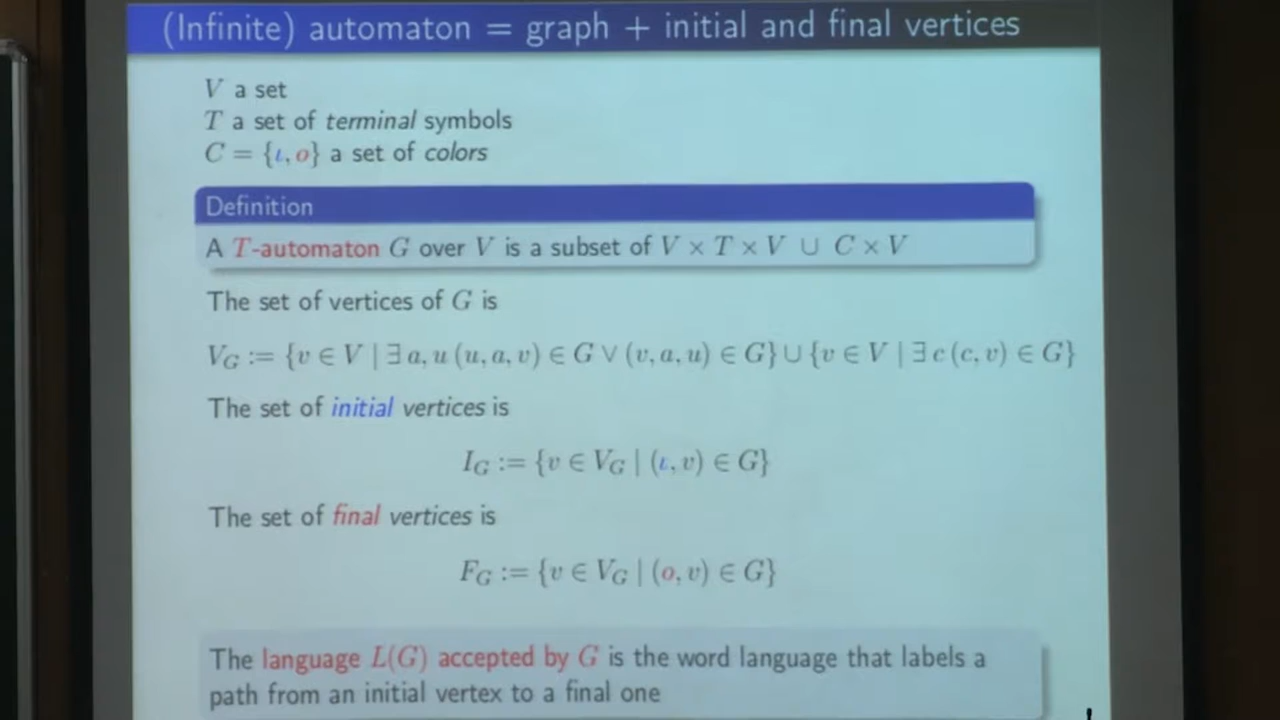 (Infinite) automaton = graph + initial and final vertices
V a set
T a set of terminal symbols
C = {ι, o} a set of colors
Definition
A T-automaton G over V is a subset of V × T × V ∪ C × V
The set of vertices of G is
V_G := {v ∈ V | ∃ a, u (u, a, v) ∈ G ∨ (v, a, u) ∈ G} ∪ {v ∈ V | ∃ c (c, v) ∈ G}
The set of initial vertices is
I_G := {v ∈ V_G | (ι, v) ∈ G}
The set of final vertices is
F_G := {v ∈ V_G | (o, v) ∈ G}
The language L(G) accepted by G is the word language that labels a
path from an initial vertex to a final one